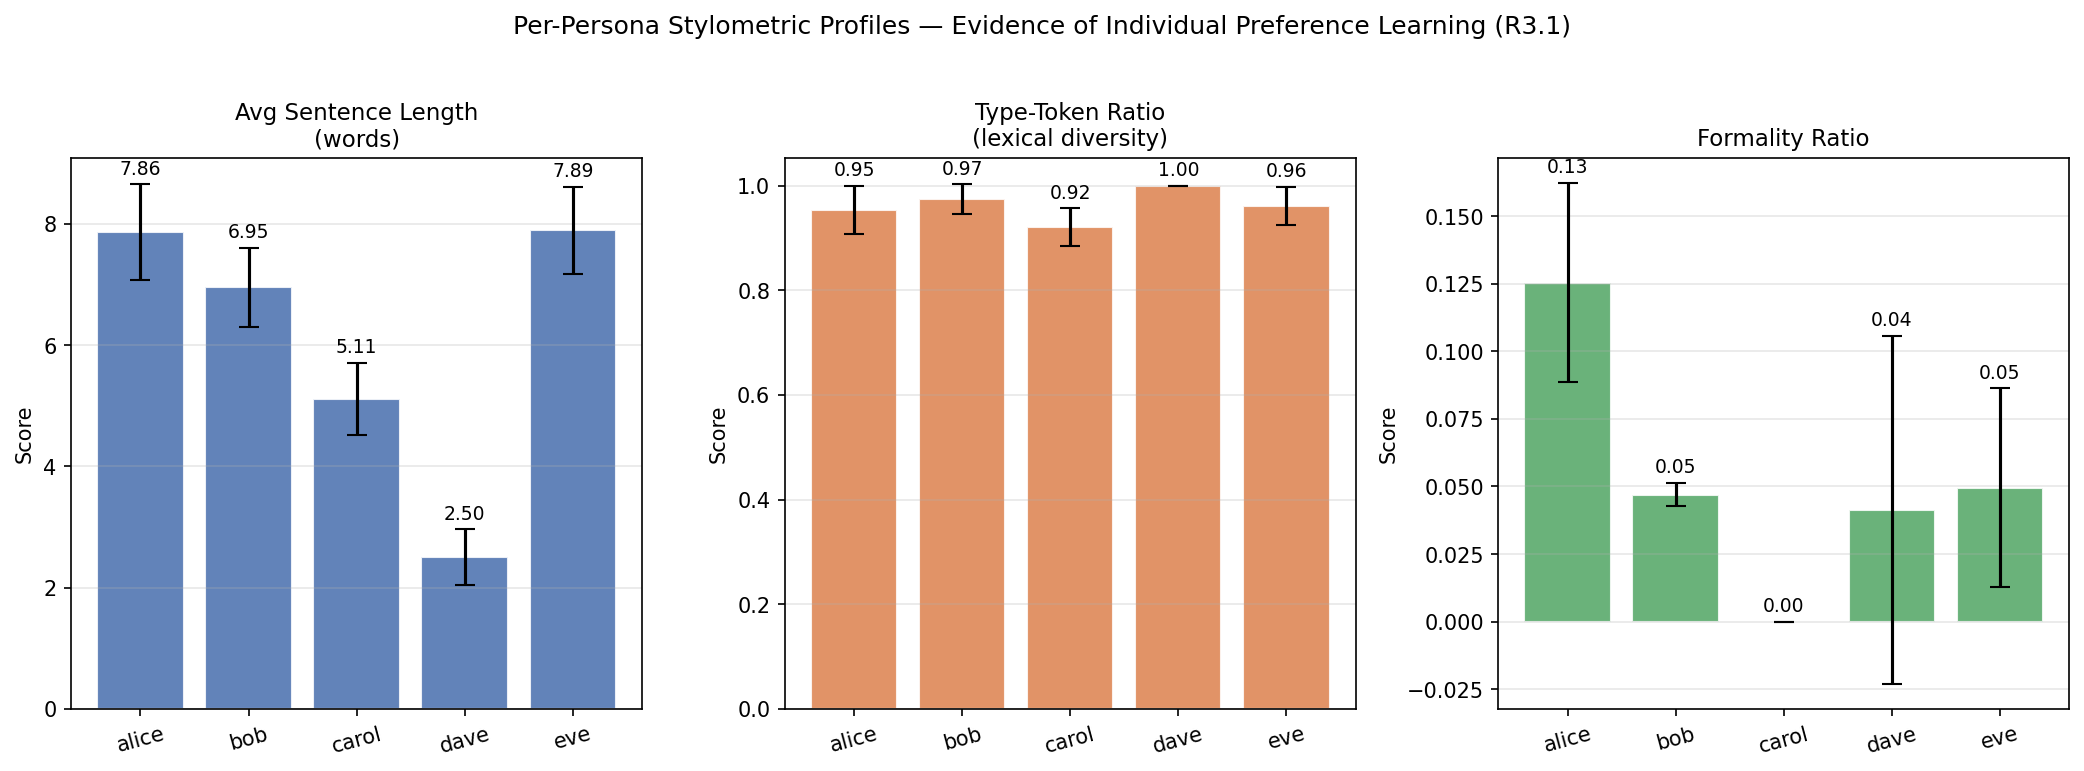 Per-Persona Stylometric Profiles — Evidence of Individual Preference Learning (R3.1)
Avg Sentence Length
(words)
Score
8
6
4
2
0
7.86
6.95
5.11
2.50
7.89
alice
bob
carol
dave
eve
Type-Token Ratio
(lexical diversity)
Score
1.0
0.8
0.6
0.4
0.2
0.0
0.95
0.97
0.92
1.00
0.96
alice
bob
carol
dave
eve
Formality Ratio
Score
0.150
0.125
0.100
0.075
0.050
0.025
0.000
−0.025
0.13
0.05
0.00
0.04
0.05
alice
bob
carol
dave
eve